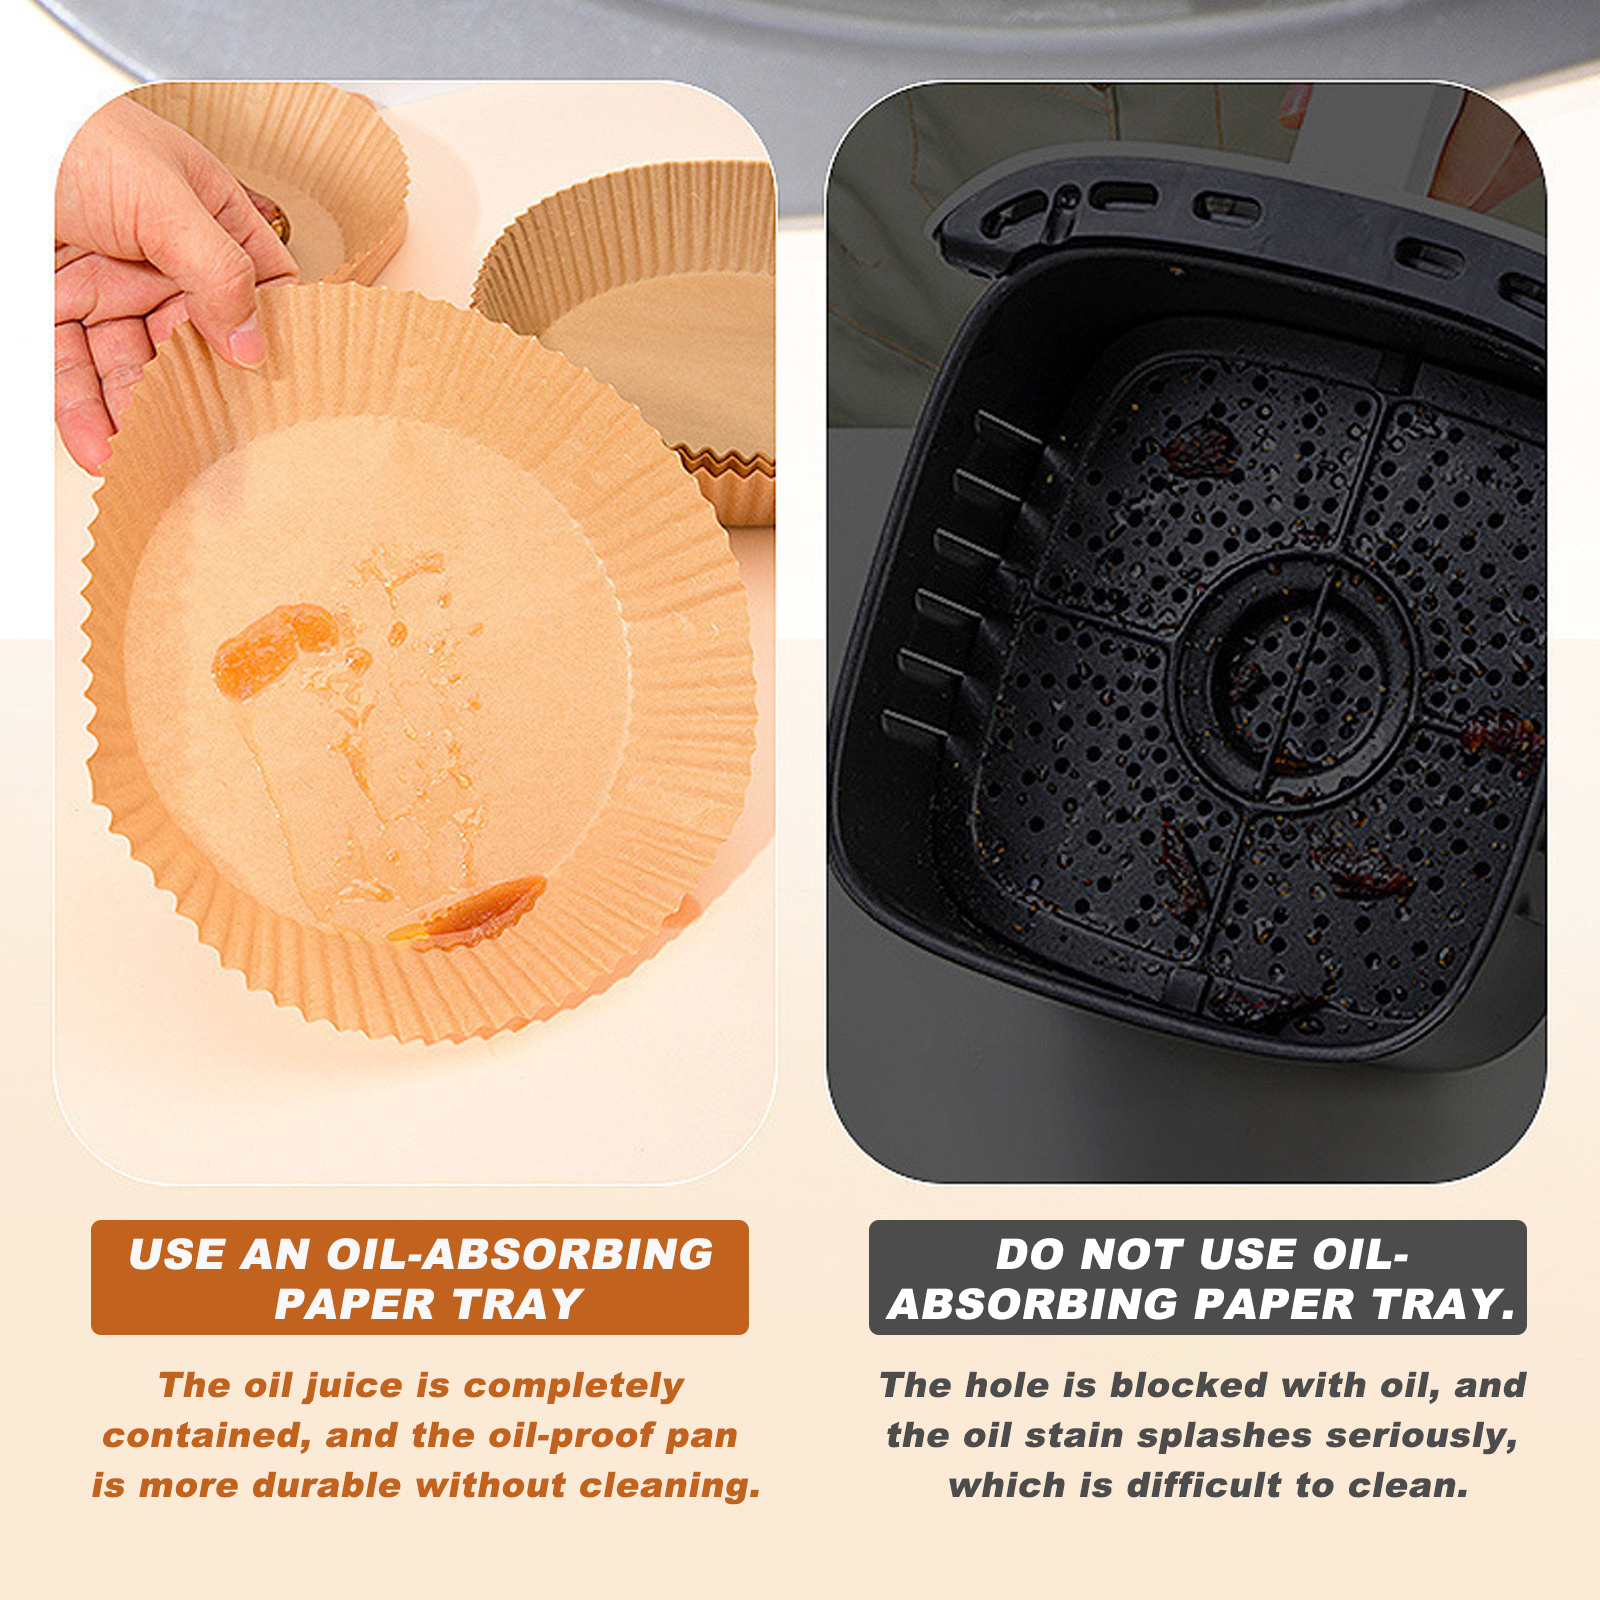 USE AN OIL-ABSORBING
PAPER TRAY
The oil juice is completely
contained, and the oil-proof pan
is more durable without cleaning.
DO NOT USE OIL-
ABSORBING PAPER TRAY.
The hole is blocked with oil, and
the oil stain splashes seriously,
which is difficult to clean.